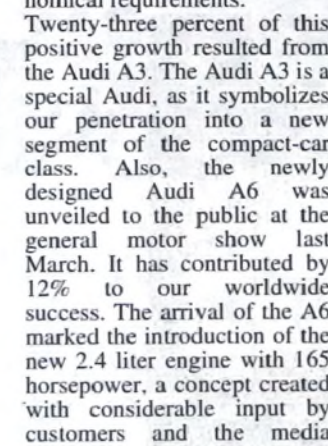 nomical requirements.
Twenty-three percent of this
positive growth resulted from
the Audi A3. The Audi A3 is a
special Audi, as it symbolizes
our penetration into a new
segment of the compact-car
class. Also, the newly
designed Audi A6 was
unveiled to the public at the
general motor show last
March. It has contributed by
12% to our worldwide
success. The arrival of the A6
marked the introduction of the
new 2.4 liter engine with 165
horsepower, a concept created
with considerable input by
customers and the media